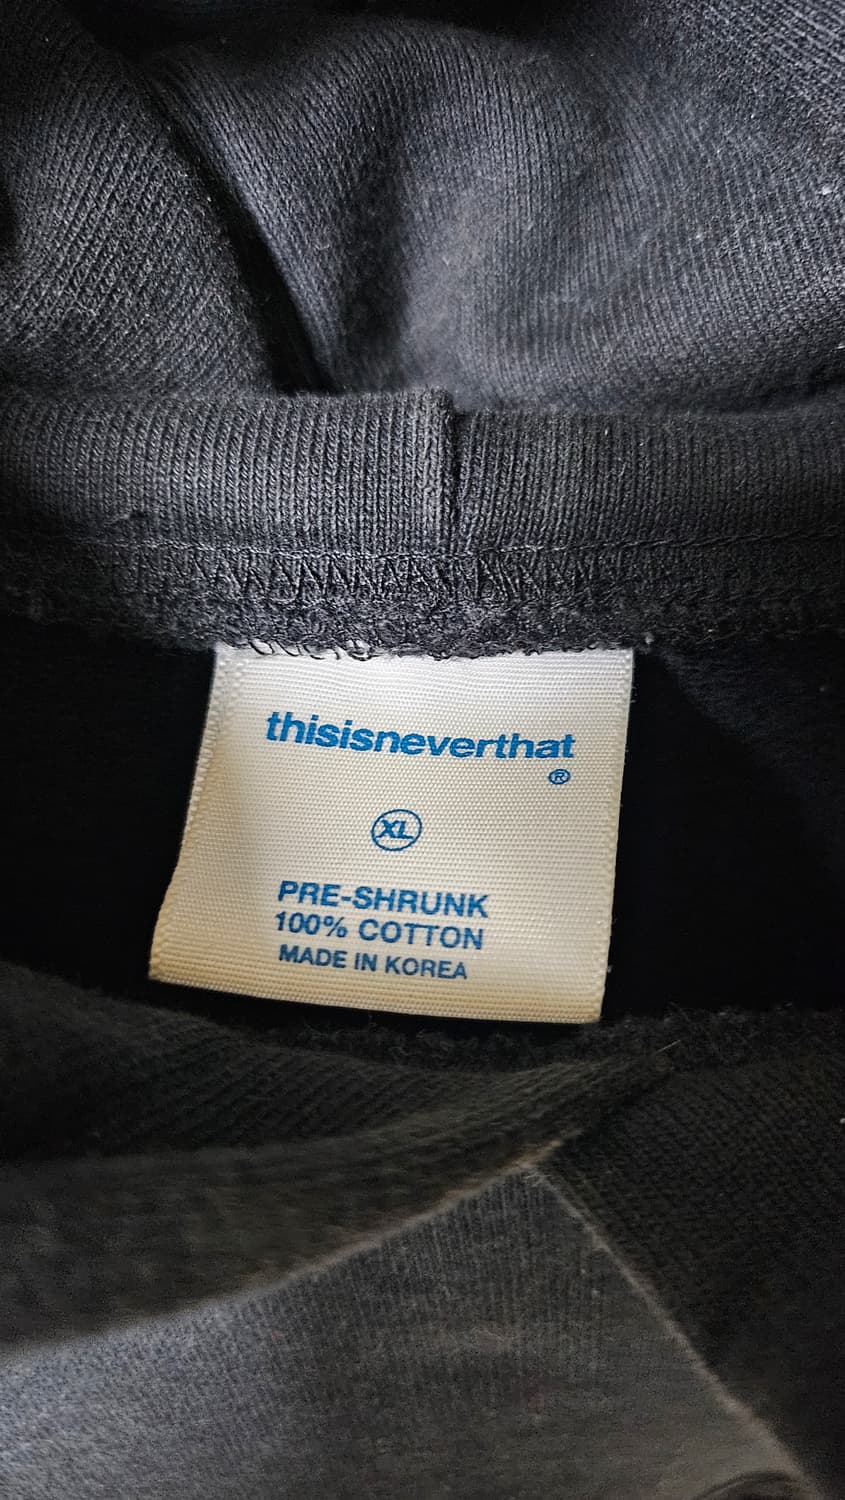 thisisneverthat
®
XL
PRE-SHRUNK
100% COTTON
MADE IN KOREA